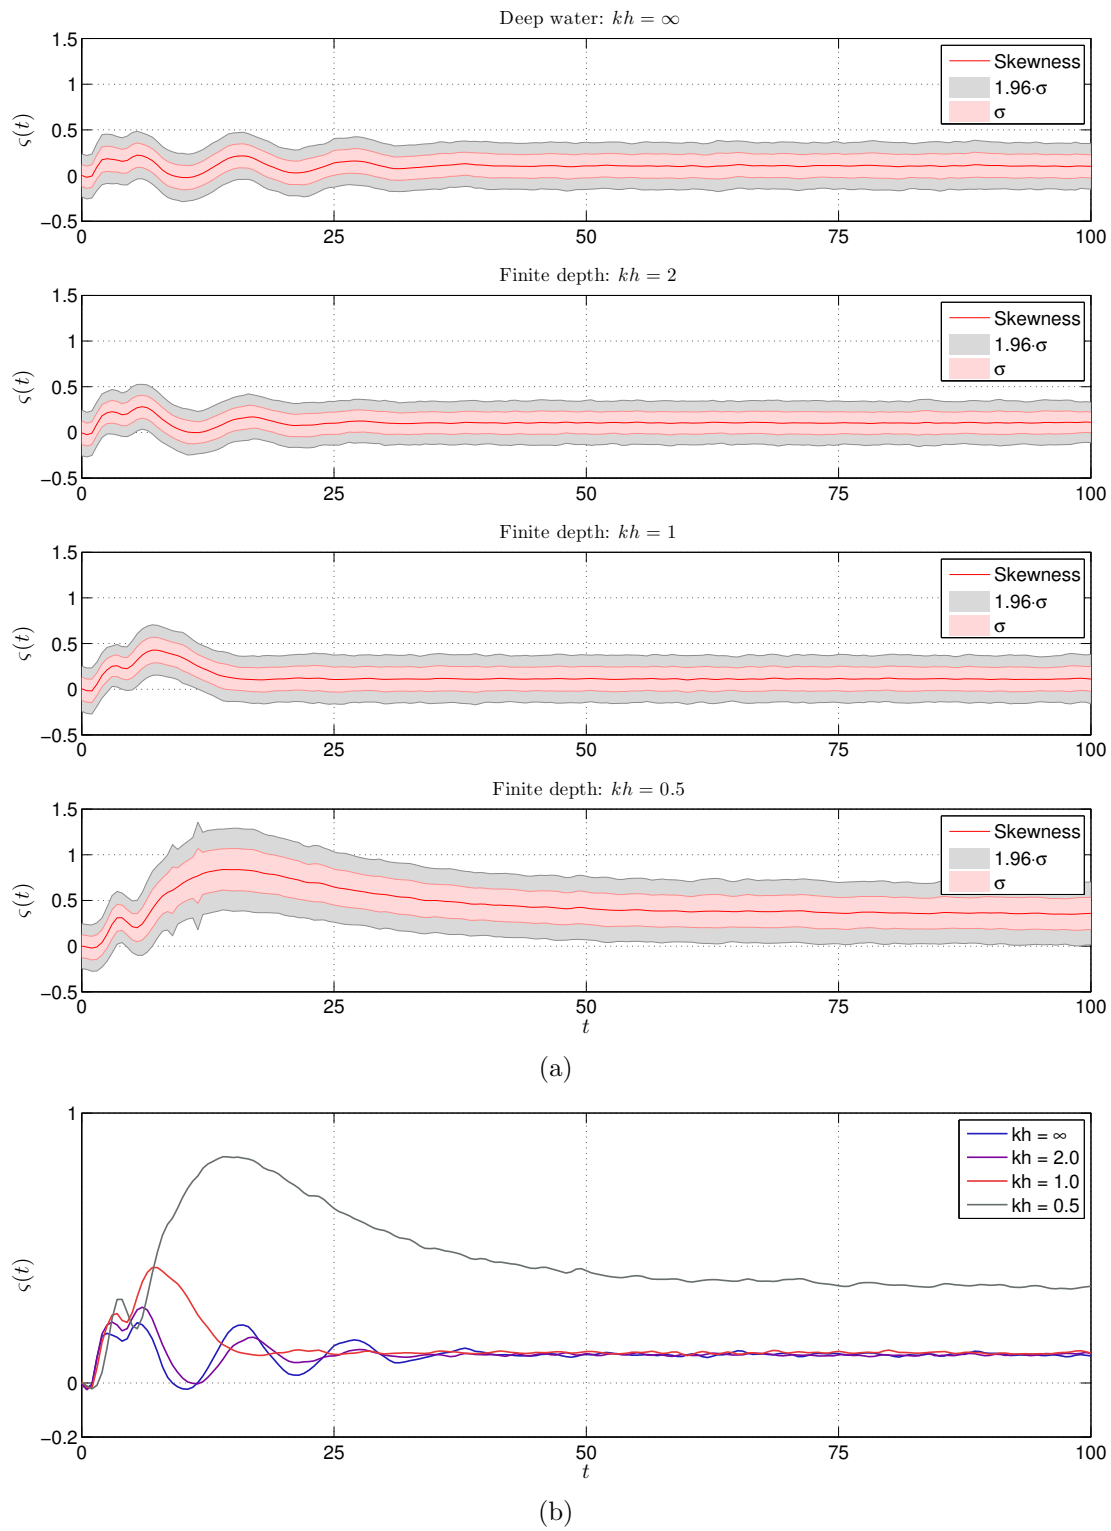 Deep water: kh = ∞
1.5
1
0.5
0
−0.5
ς(t)
Skewness
1.96·σ
σ
0
25
50
75
100
Finite depth: kh = 2
1.5
1
0.5
0
−0.5
ς(t)
Skewness
1.96·σ
σ
0
25
50
75
100
Finite depth: kh = 1
1.5
1
0.5
0
−0.5
ς(t)
Skewness
1.96·σ
σ
0
25
50
75
100
Finite depth: kh = 0.5
1.5
1
0.5
0
−0.5
ς(t)
Skewness
1.96·σ
σ
0
25
50
75
100
t
(a)
1
0
−0.2
ς(t)
kh = ∞
kh = 2.0
kh = 1.0
kh = 0.5
0
25
50
75
100
t
(b)